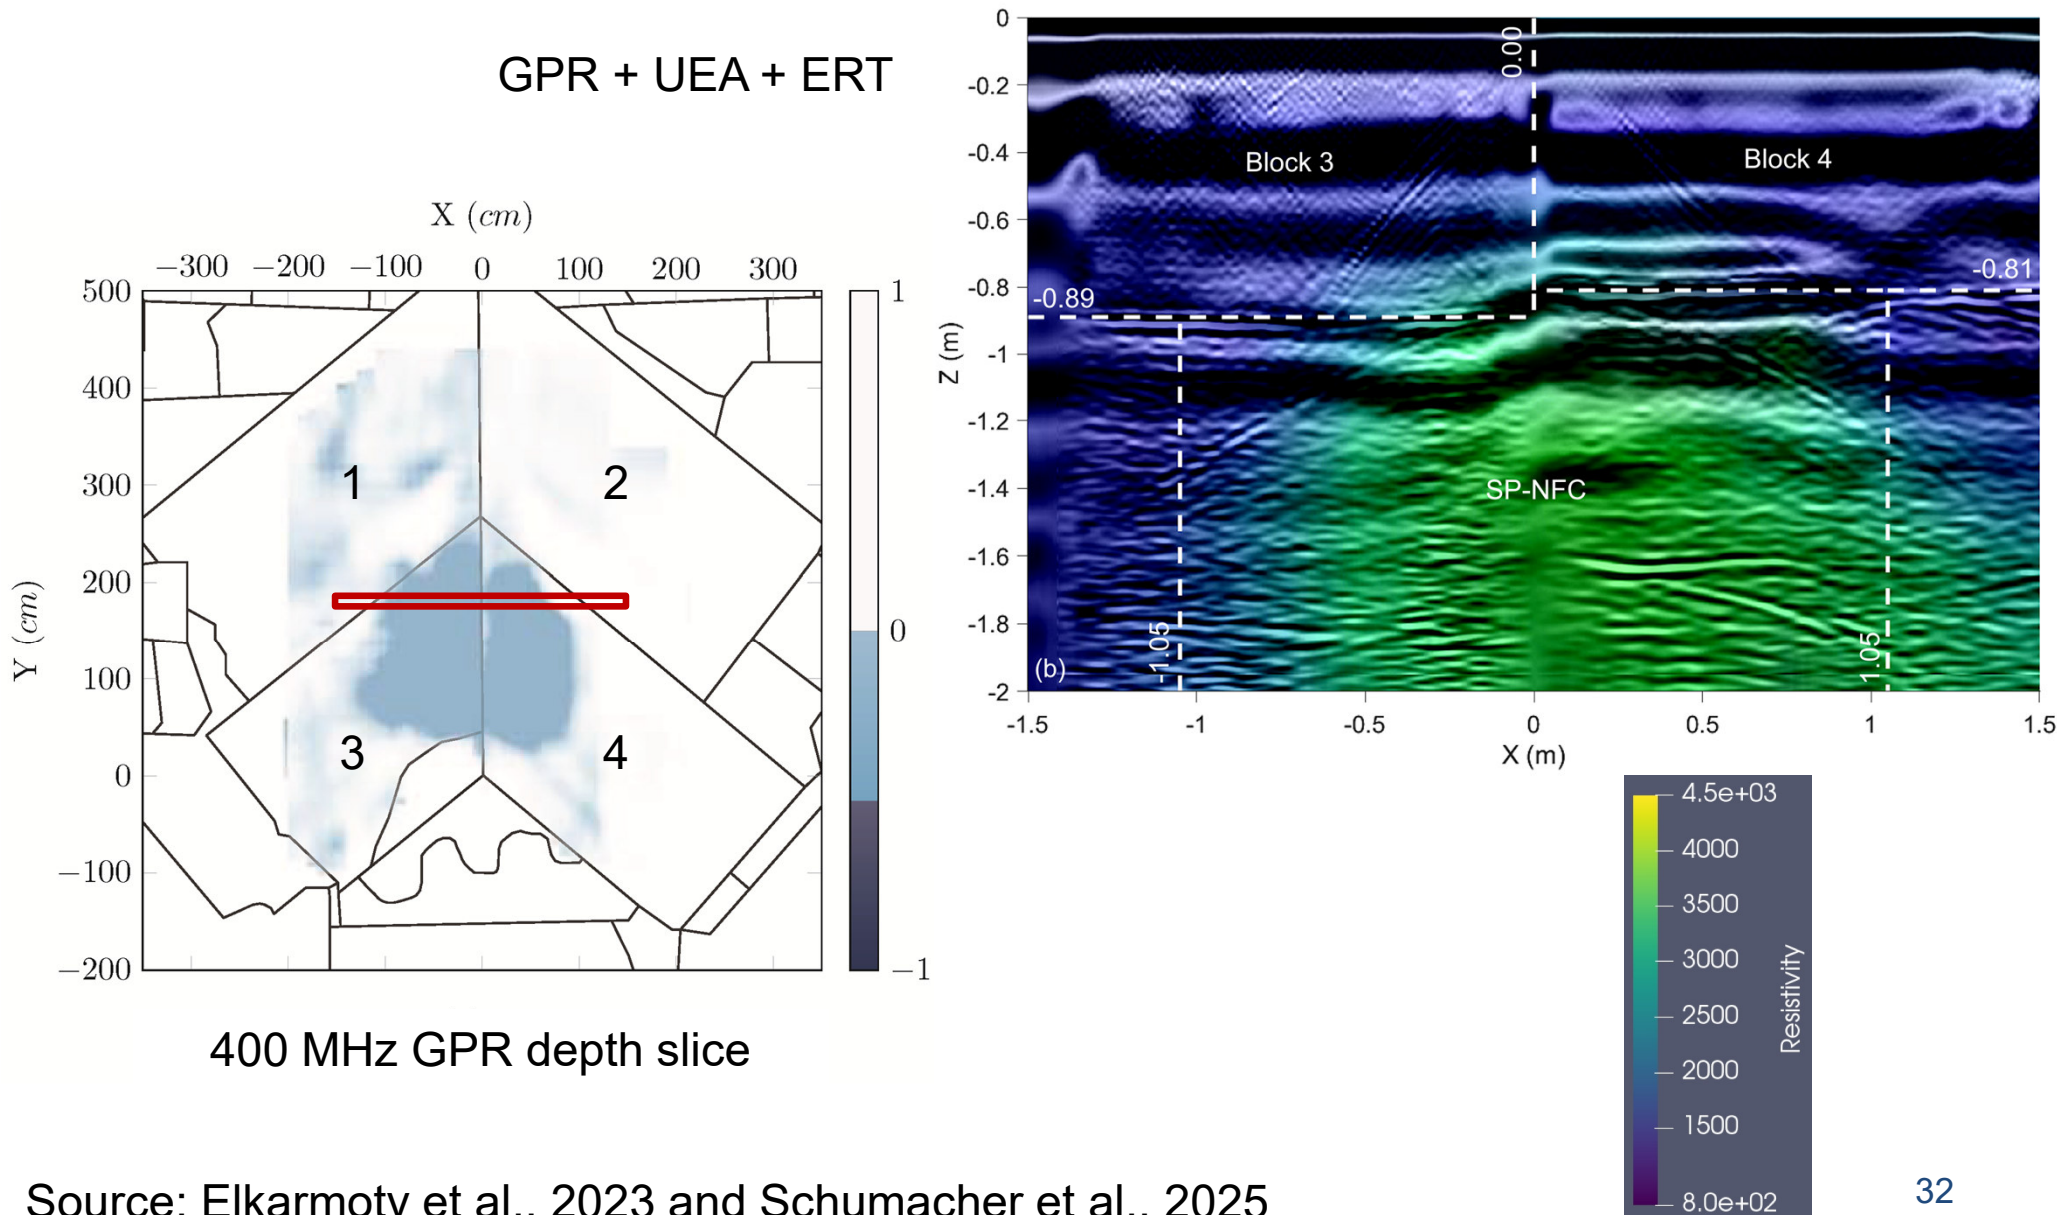 GPR + UEA + ERT
X (cm)
−300 −200 −100 0 100 200 300
500
400
300
200
100
0
−100
−200
Y (cm)
1
2
3
4
1
0
−1
400 MHz GPR depth slice
0
-0.2
-0.4
-0.6
-0.8
-1
-1.2
-1.4
-1.6
-1.8
-2
Z (m)
0.00
Block 3
Block 4
-0.89
-0.81
SP-NFC
-1.05
1.05
(b)
-1.5 -1 -0.5 0 0.5 1 1.5
X (m)
4.5e+03
4000
3500
3000
2500
2000
1500
8.0e+02
Resistivity
Source: Elkarmoty et al., 2023 and Schumacher et al., 2025
32